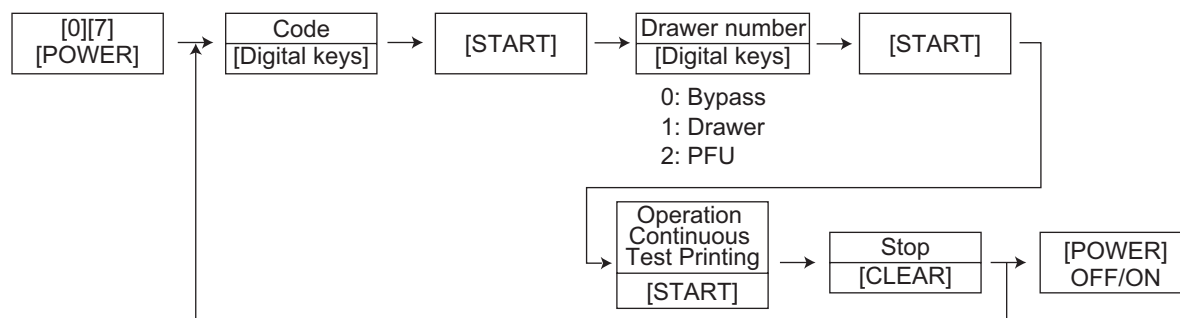 [0][7]
[POWER]
Code
[Digital keys]
[START]
Drawer number
[Digital keys]
[START]
0: Bypass
1: Drawer
2: PFU
Operation
Continuous
Test Printing
[START]
Stop
[CLEAR]
[POWER]
OFF/ON